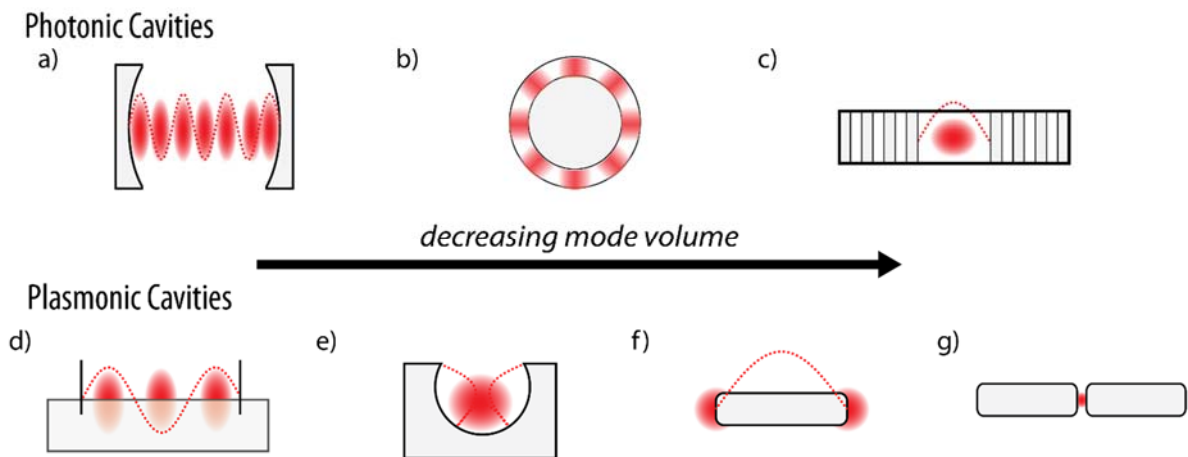 Photonic Cavities
a)
b)
c)
decreasing mode volume
Plasmonic Cavities
d)
e)
f)
g)